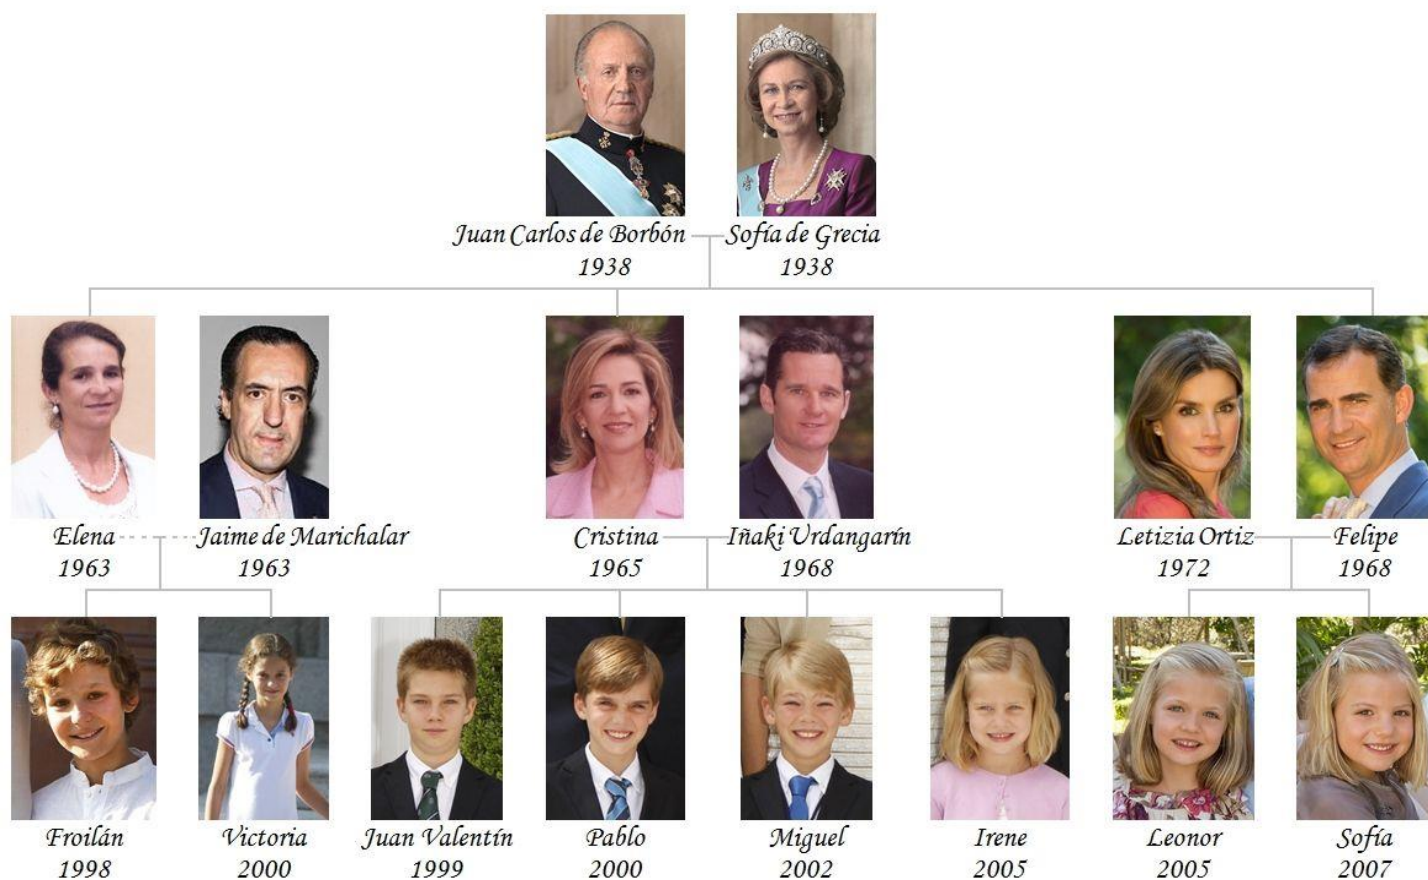 Juan Carlos de Borbón
1938
Sofía de Grecia
1938
Elena
1963
Jaime de Marichalar
1963
Cristina
1965
Iñaki Urdangarín
1968
Letizia Ortiz
1972
Felipe
1968
Froilán
1998
Victoria
2000
Juan Valentín
1999
Pablo
2000
Miguel
2002
Irene
2005
Leonor
2005
Sofía
2007